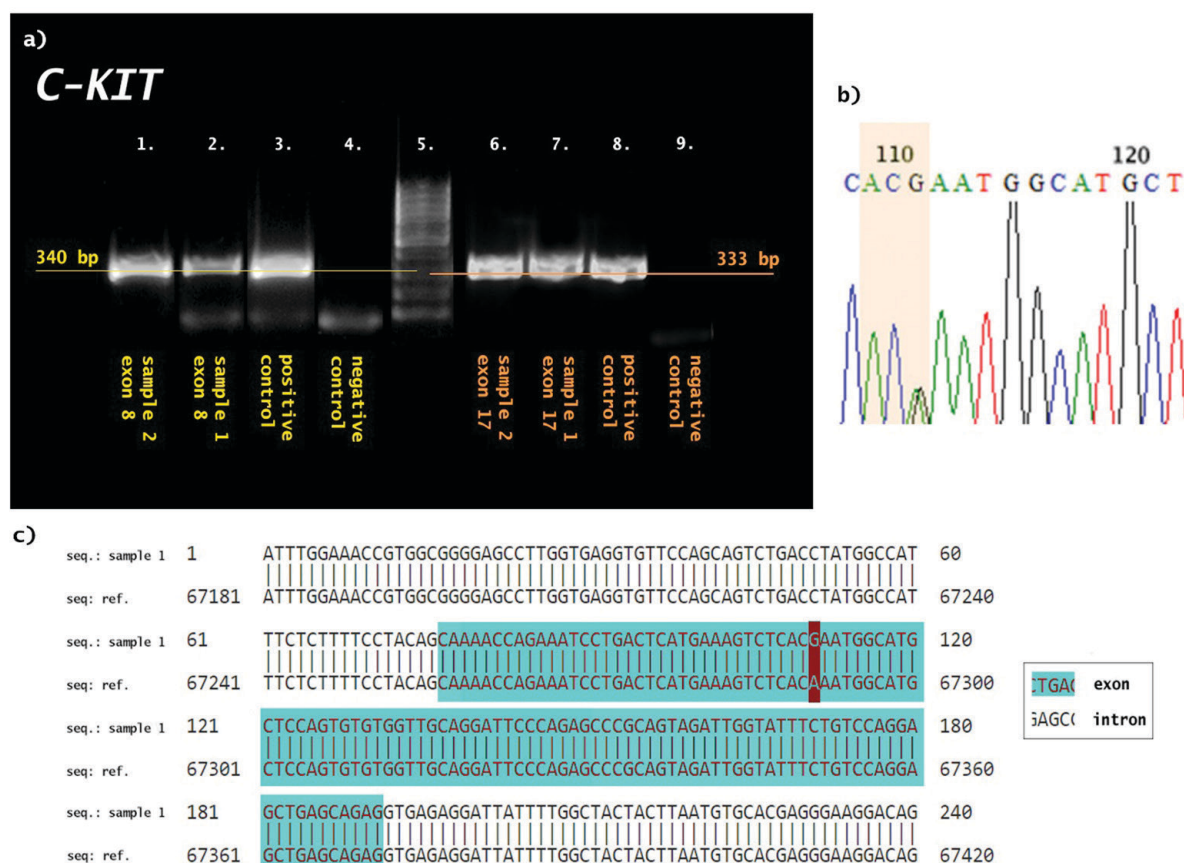 a)
C-KIT
1. 2. 3. 4. 5. 6. 7. 8. 9.
340 bp
333 bp
sample 2 exon 8
sample 1 exon 8
positive control
negative control
sample 2 exon 17
sample 1 exon 17
positive control
negative control
b)
110 120
CACGAATGGCATGCT
c)
seq.: sample 1 1 ATTTGGAAACCGTGGCGGGGAGCCTTGGTGAGGTGTTCCAGCAGTCTGACCTATGGCCAT 60
seq: ref. 67181 ATTTGGAAACCGTGGCGGGGAGCCTTGGTGAGGTGTTCCAGCAGTCTGACCTATGGCCAT 67240
seq.: sample 1 61 TTCTCTTTTCCTACAGCAAAACCAGAAATCCTGACTCATGAAAGTCTCACGAATGGCATG 120
seq: ref. 67241 TTCTCTTTTCCTACAGCAAAACCAGAAATCCTGACTCATGAAAGTCTCACAAATGGCATG 67300
seq.: sample 1 121 CTCCAGTGTGTGGTTGCAGGATTCCCAGAGCCCGCAGTAGATTGGTATTTCTGTCCAGGA 180
seq: ref. 67301 CTCCAGTGTGTGGTTGCAGGATTCCCAGAGCCCGCAGTAGATTGGTATTTCTGTCCAGGA 67360
seq.: sample 1 181 GCTGAGCAGAGGTGAGAGGATTATTTTGGCTACTACTTAATGTGCACGAGGGAAGGACAG 240
seq: ref. 67361 GCTGAGCAGAGGTGAGAGGATTATTTTGGCTACTACTTAATGTGCACGAGGGAAGGACAG 67420
CTGAG exon
GAGCC intron